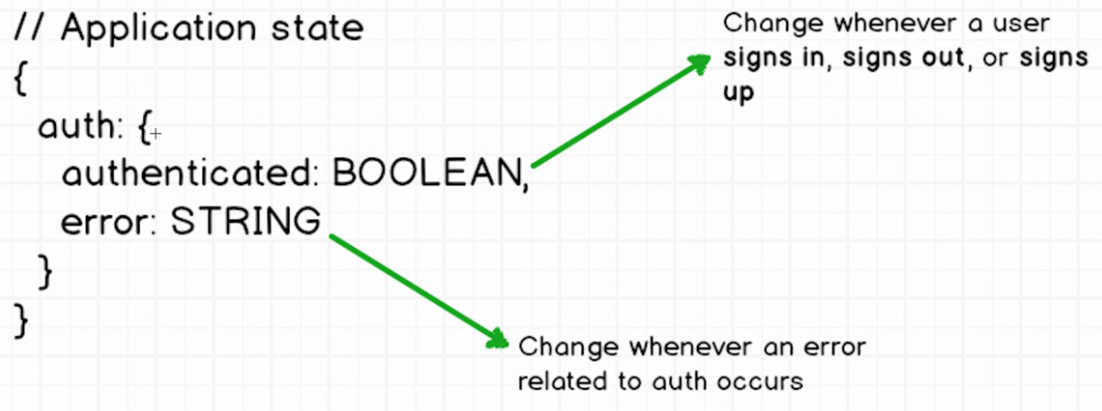 // Application state
{
auth: {
authenticated: BOOLEAN,
error: STRING
}
}
Change whenever a user
signs in, signs out, or signs
up
Change whenever an error
related to auth occurs